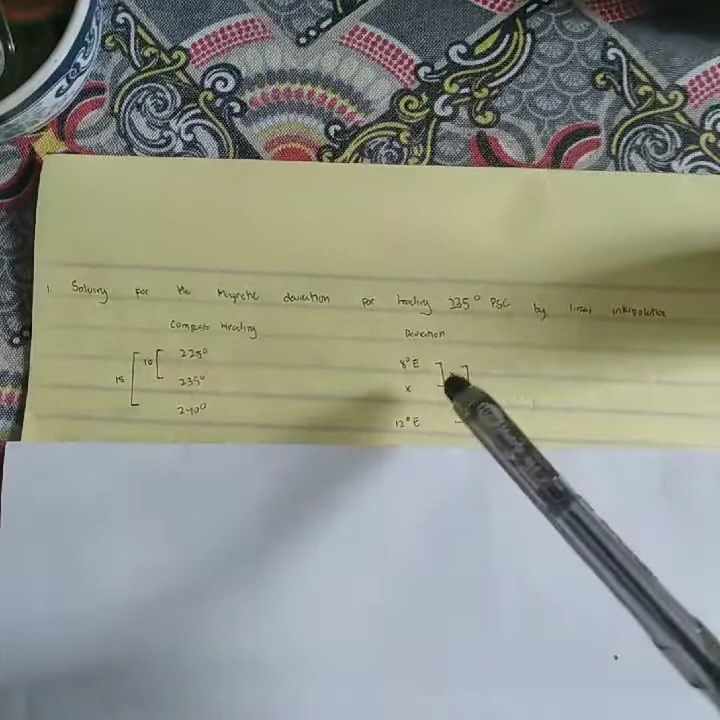 1. Solving for the Magnetic deviation for heading 235° PSC by linear interpolation
Compass Heading Deviation
15 10 225° 8°E
235° x
240° 12°E